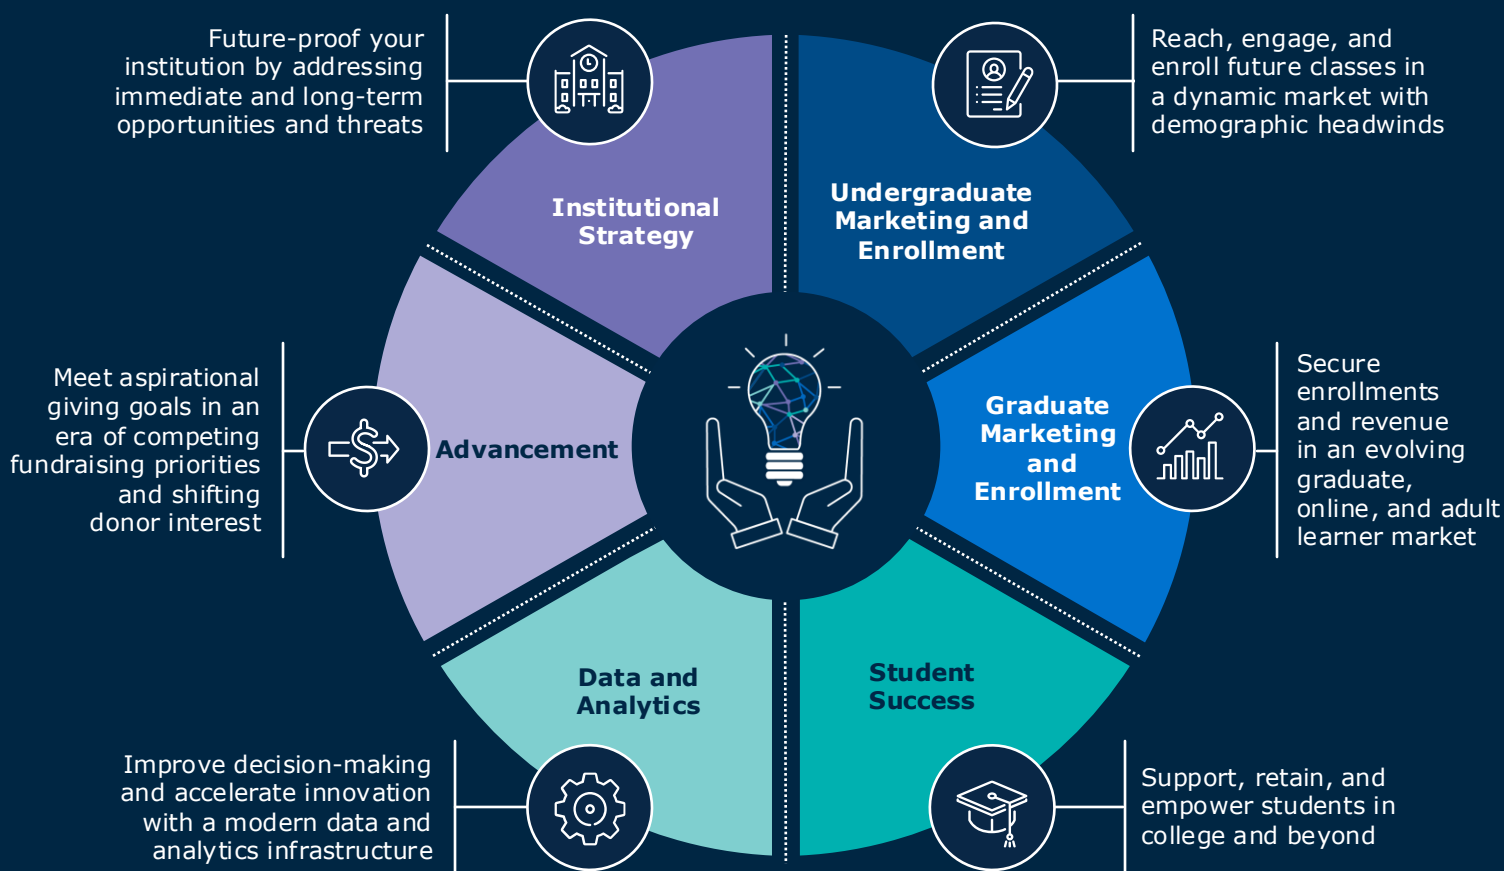 Future-proof your
institution by addressing
immediate and long-term
opportunities and threats
Reach, engage, and
enroll future classes in
a dynamic market with
demographic headwinds
Institutional
Strategy
Undergraduate
Marketing and
Enrollment
Meet aspirational
giving goals in an
era of competing
fundraising priorities
and shifting
donor interest
Advancement
Graduate
Marketing
and
Enrollment
Secure
enrollments
and revenue
in an evolving
graduate,
online, and adult
learner market
Data and
Analytics
Student
Success
Improve decision-making
and accelerate innovation
with a modern data and
analytics infrastructure
Support, retain, and
empower students in
college and beyond